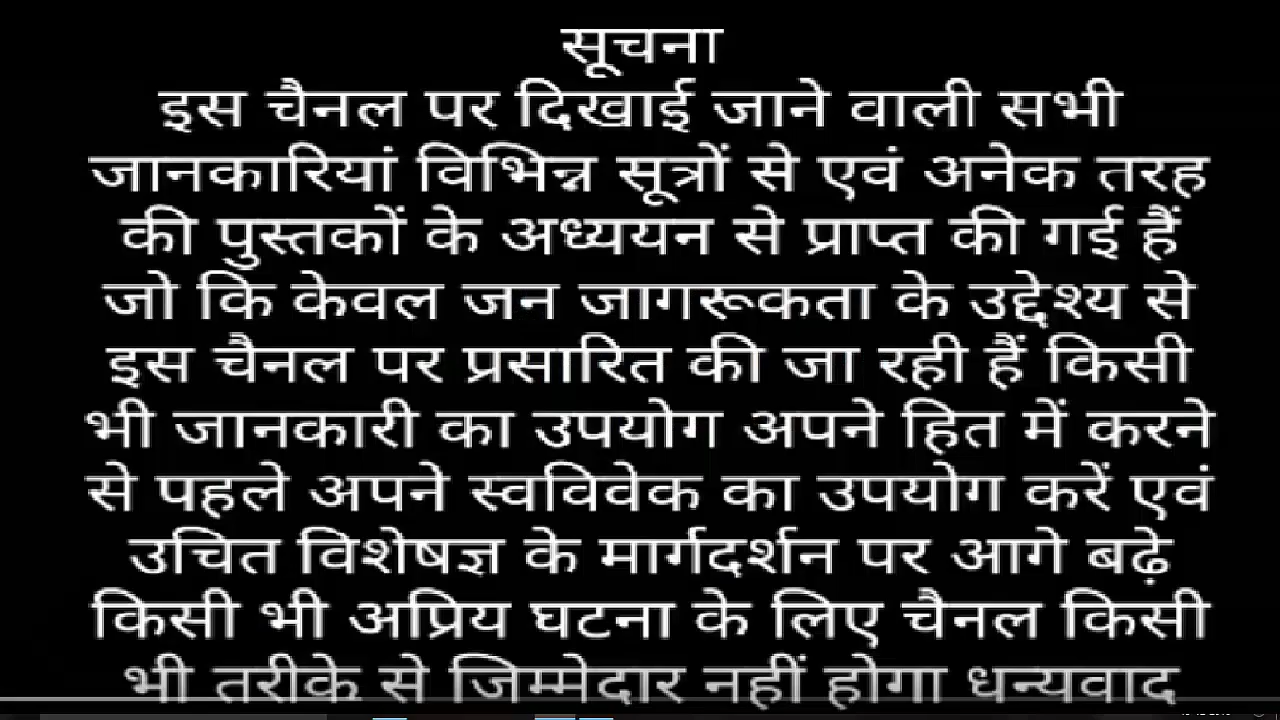 सूचना
इस चैनल पर दिखाई जाने वाली सभी
जानकारियां विभिन्न सूत्रों से एवं अनेक तरह
की पुस्तकों के अध्ययन से प्राप्त की गई हैं
जो कि केवल जन जागरूकता के उद्देश्य से
इस चैनल पर प्रसारित की जा रही हैं किसी
भी जानकारी का उपयोग अपने हित में करने
से पहले अपने स्वविवेक का उपयोग करें एवं
उचित विशेषज्ञ के मार्गदर्शन पर आगे बढ़े
किसी भी अप्रिय घटना के लिए चैनल किसी
भी तरीके से जिम्मेदार नहीं होगा धन्यवाद